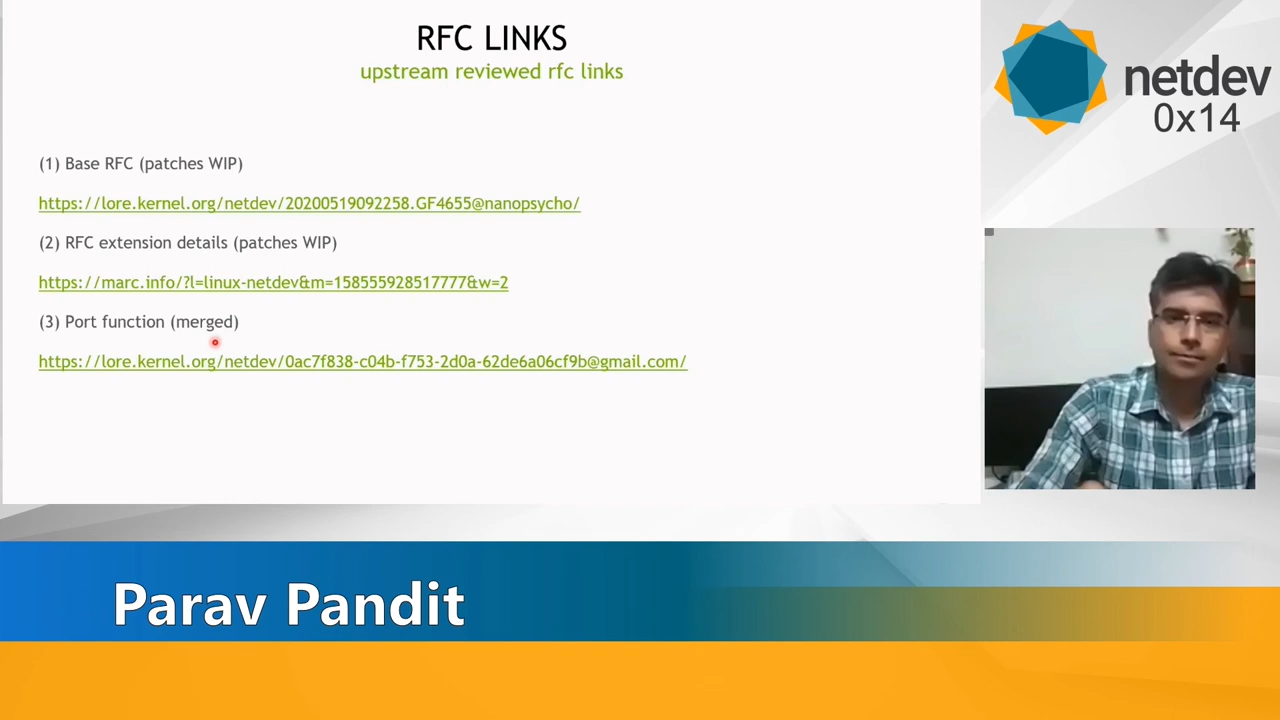 RFC LINKS
upstream reviewed rfc links
(1) Base RFC (patches WIP)
https://lore.kernel.org/netdev/20200519092258.GF4655@nanopsycho/
(2) RFC extension details (patches WIP)
https://marc.info/?l=linux-netdev&m=158555928517777&w=2
(3) Port function (merged)
https://lore.kernel.org/netdev/0ac7f838-c04b-f753-2d0a-62de6a06cf9b@gmail.com/
netdev
0x14
Parav Pandit